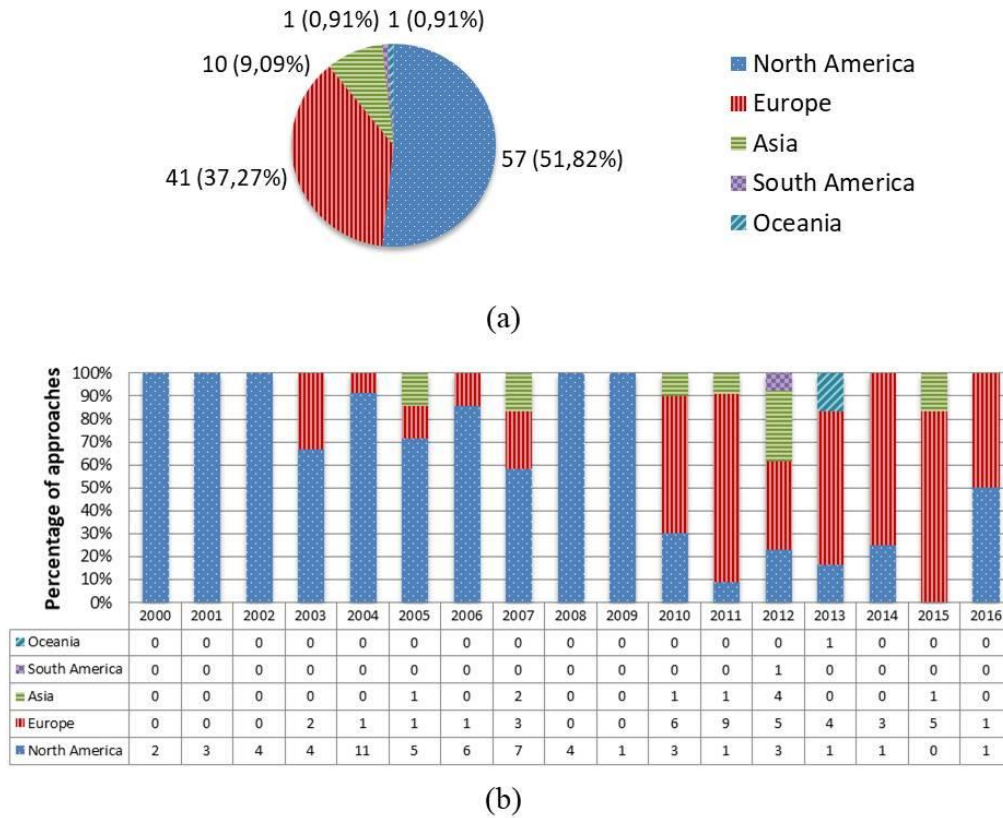 1 (0,91%) 1 (0,91%)
10 (9,09%)
41 (37,27%)
57 (51,82%)
North America
Europe
Asia
South America
Oceania
(a)
Percentage of approaches
100%
90%
80%
70%
60%
50%
40%
30%
20%
10%
0%
2000 2001 2002 2003 2004 2005 2006 2007 2008 2009 2010 2011 2012 2013 2014 2015 2016
Oceania 0 0 0 0 0 0 0 0 0 0 0 0 0 1 0 0 0
South America 0 0 0 0 0 0 0 0 0 0 0 0 1 0 0 0 0
Asia 0 0 0 0 0 1 0 2 0 0 1 1 4 0 0 1 0
Europe 0 0 0 2 1 1 1 3 0 0 6 9 5 4 3 5 1
North America 2 3 4 4 11 5 6 7 4 1 3 1 3 1 1 0 1
(b)